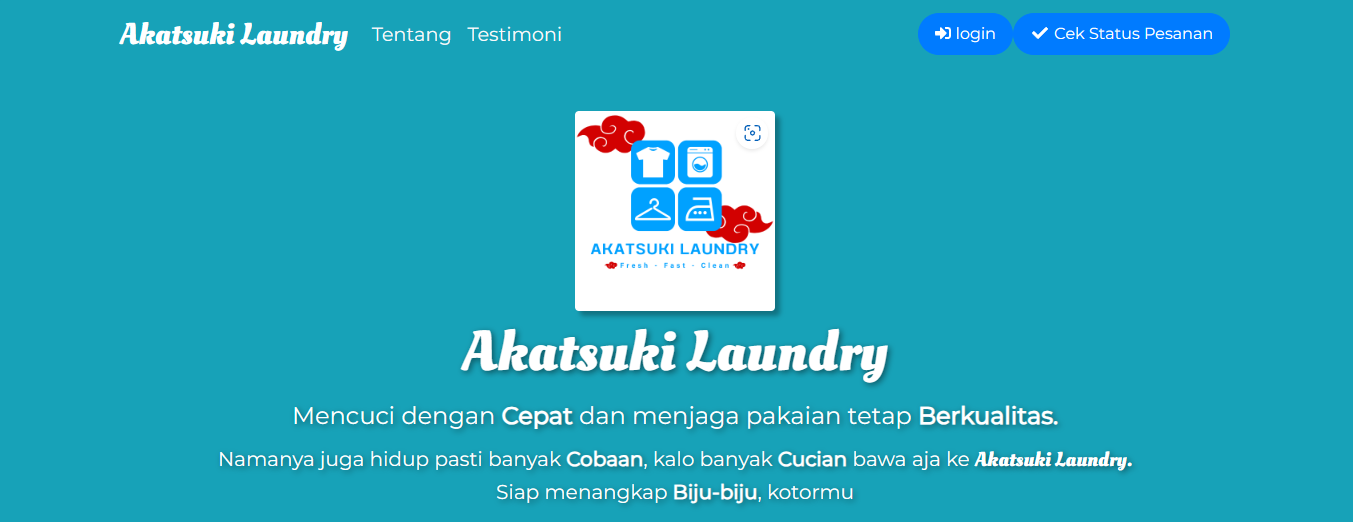 Akatsuki Laundry Tentang Testimoni login Cek Status Pesanan
AKATSUKI LAUNDRY
Fresh - Fast - Clean
Akatsuki Laundry
Mencuci dengan Cepat dan menjaga pakaian tetap Berkualitas.
Namanya juga hidup pasti banyak Cobaan, kalo banyak Cucian bawa aja ke Akatsuki Laundry.
Siap menangkap Biju-biju, kotormu